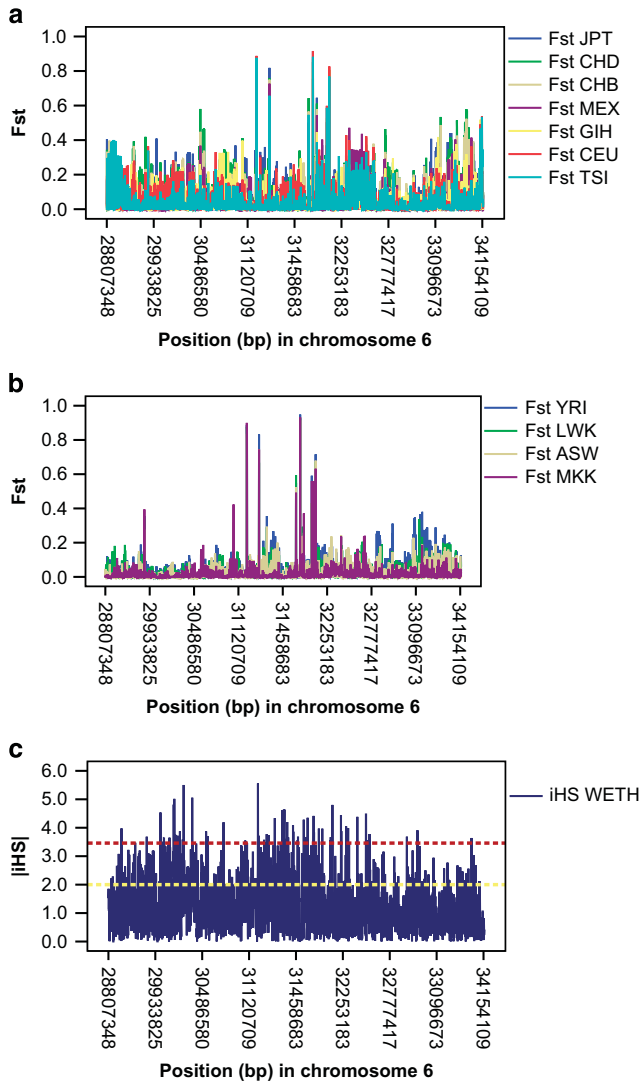 a
1.0
0.8
0.6
0.4
0.2
0.0
Fst
Fst JPT
Fst CHD
Fst CHB
Fst MEX
Fst GIH
Fst CEU
Fst TSI
28807348
29933825
30486580
31120709
31458683
32253183
32777417
33096673
34154109
Position (bp) in chromosome 6
b
1.0
0.8
0.6
0.4
0.2
0.0
Fst
Fst YRI
Fst LWK
Fst ASW
Fst MKK
28807348
29933825
30486580
31120709
31458683
32253183
32777417
33096673
34154109
Position (bp) in chromosome 6
c
6.0
5.0
4.0
3.0
2.0
1.0
0.0
|iHS|
iHS WETH
28807348
29933825
30486580
31120709
31458683
32253183
32777417
33096673
34154109
Position (bp) in chromosome 6